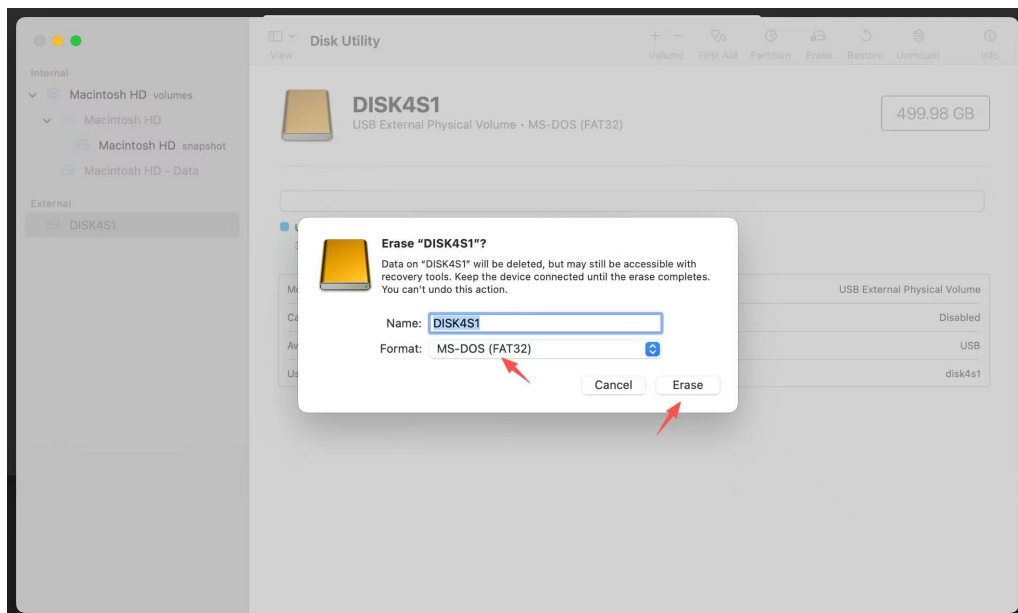 Disk Utility
View
Volume
First Aid
Partition
Erase
Restore
Unmount
Info
Internal
Macintosh HD volumes
Macintosh HD
Macintosh HD snapshot
Macintosh HD - Data
External
DISK4S1
DISK4S1
USB External Physical Volume • MS-DOS (FAT32)
499.98 GB
Erase “DISK4S1”?
Data on “DISK4S1” will be deleted, but may still be accessible with
recovery tools. Keep the device connected until the erase completes.
You can’t undo this action.
Name: DISK4S1
Format: MS-DOS (FAT32)
Cancel
Erase
USB External Physical Volume
Disabled
USB
disk4s1